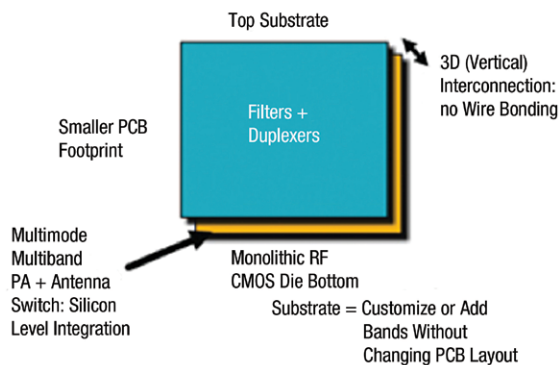 Top Substrate
3D (Vertical)
Interconnection:
no Wire Bonding
Filters +
Duplexers
Smaller PCB
Footprint
Multimode
Multiband
PA + Antenna
Switch: Silicon
Level Integration
Monolithic RF
CMOS Die Bottom
Substrate = Customize or Add
Bands Without
Changing PCB Layout